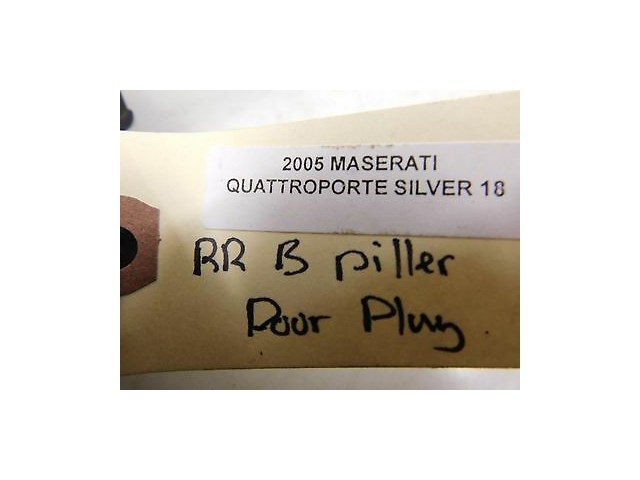 2005 MASERATI
QUATTROPORTE SILVER 18
RR B piller
Door Plug